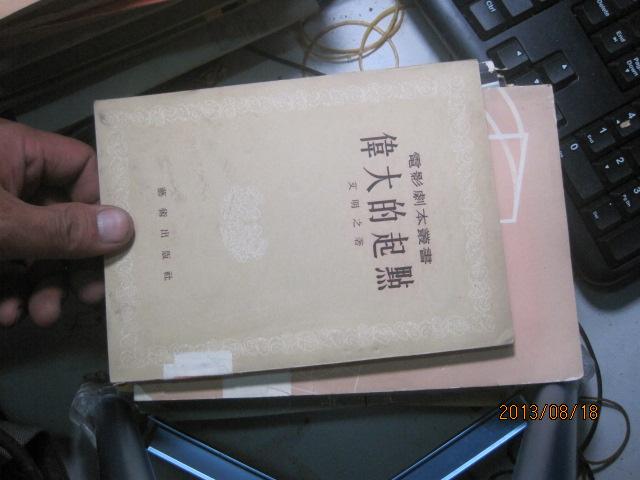 電影劇本叢書
偉大的起點
艾明之著
藝術出版社
2013/08/18